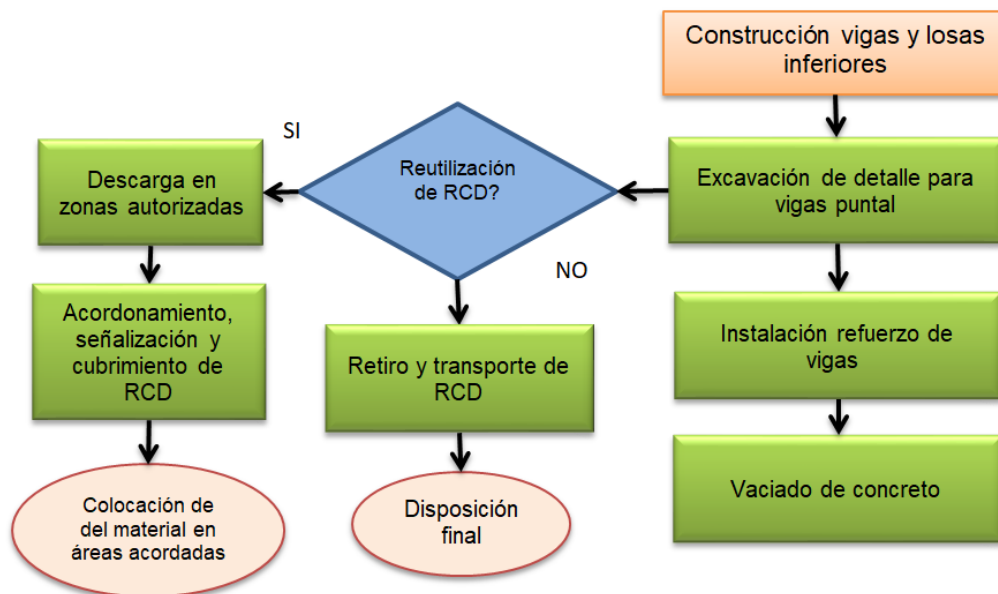 Construcción vigas y losas
inferiores
SI
Reutilización
de RCD?
Descarga en
zonas autorizadas
Excavación de detalle para
vigas puntal
NO
Acordonamiento,
señalización y
cubrimiento de
RCD
Retiro y transporte de
RCD
Instalación refuerzo de
vigas
Colocación de
del material en
áreas acordadas
Disposición
final
Vaciado de concreto